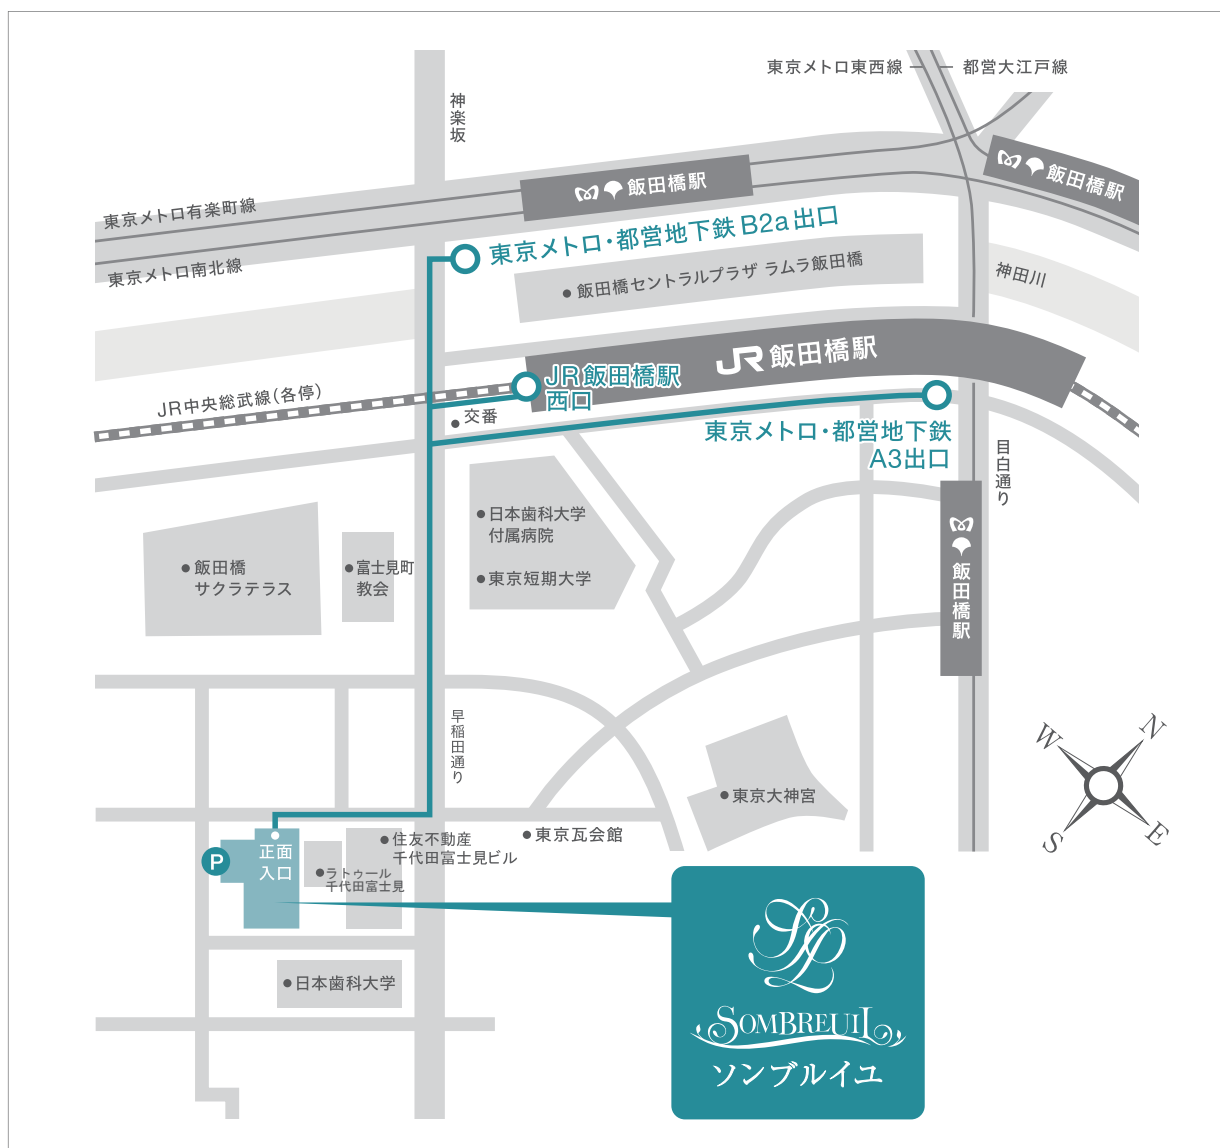 東京メトロ東西線
都営大江戸線
神楽坂
飯田橋駅
飯田橋駅
東京メトロ有楽町線
東京メトロ南北線
東京メトロ・都営地下鉄 B2a 出口
飯田橋セントラルプラザ ラムラ飯田橋
神田川
JR 飯田橋駅
JR中央総武線(各停)
JR 飯田橋駅
西口
交番
東京メトロ・都営地下鉄
A3出口
目白通り
日本歯科大学
付属病院
東京短期大学
飯田橋
サクラテラス
富士見町
教会
飯田橋駅
早稲田通り
東京大神宮
東京瓦会館
住友不動産
千代田富士見ビル
正面
入口
P
ラトゥール
千代田富士見
日本歯科大学
N
W
S
E
SL
SOMBREUIL
ソンブルイユ